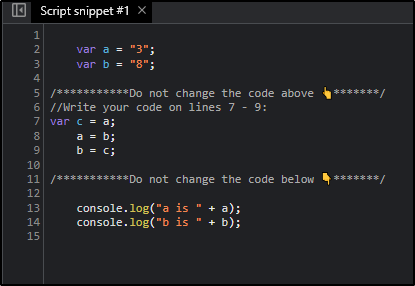 Script snippet #1 ×
1
2 var a = "3";
3 var b = "8";
4
5 /***********Do not change the code above 👆*******/
6 //Write your code on lines 7 - 9:
7 var c = a;
8 a = b;
9 b = c;
10
11 /***********Do not change the code below 👇*******/
12
13 console.log("a is " + a);
14 console.log("b is " + b);
15